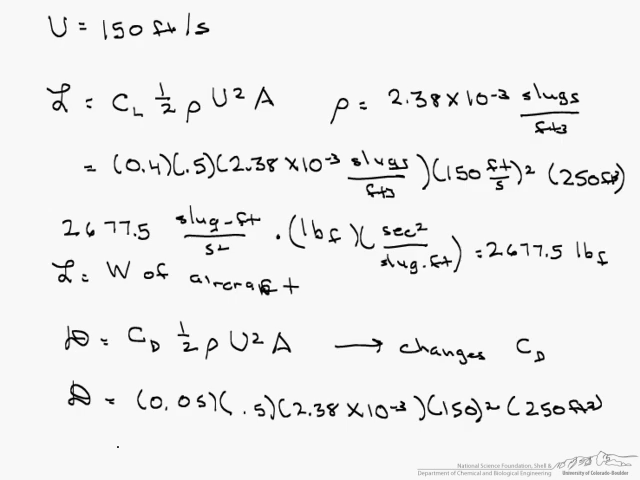 U = 150 ft/s
ℒ = C_L ½ ρ U² A    ρ = 2.38 × 10⁻³ slugs/ft3
= (0.4)(.5)(2.38 × 10⁻³ slugs/ft3)(150 ft/s)² (250 ft²)
2677.5 slug-ft/s² · (lbf)(sec²/slug.ft) = 2677.5 lbf
ℒ = W of aircraft
𝒟 = C_D ½ ρ U² A ⟶ changes C_D
𝒟 = (0.05)(.5)(2.38 × 10⁻³)(150)² (250 ft²)
National Science Foundation, Shell &
Department of Chemical and Biological Engineering
University of Colorado-Boulder